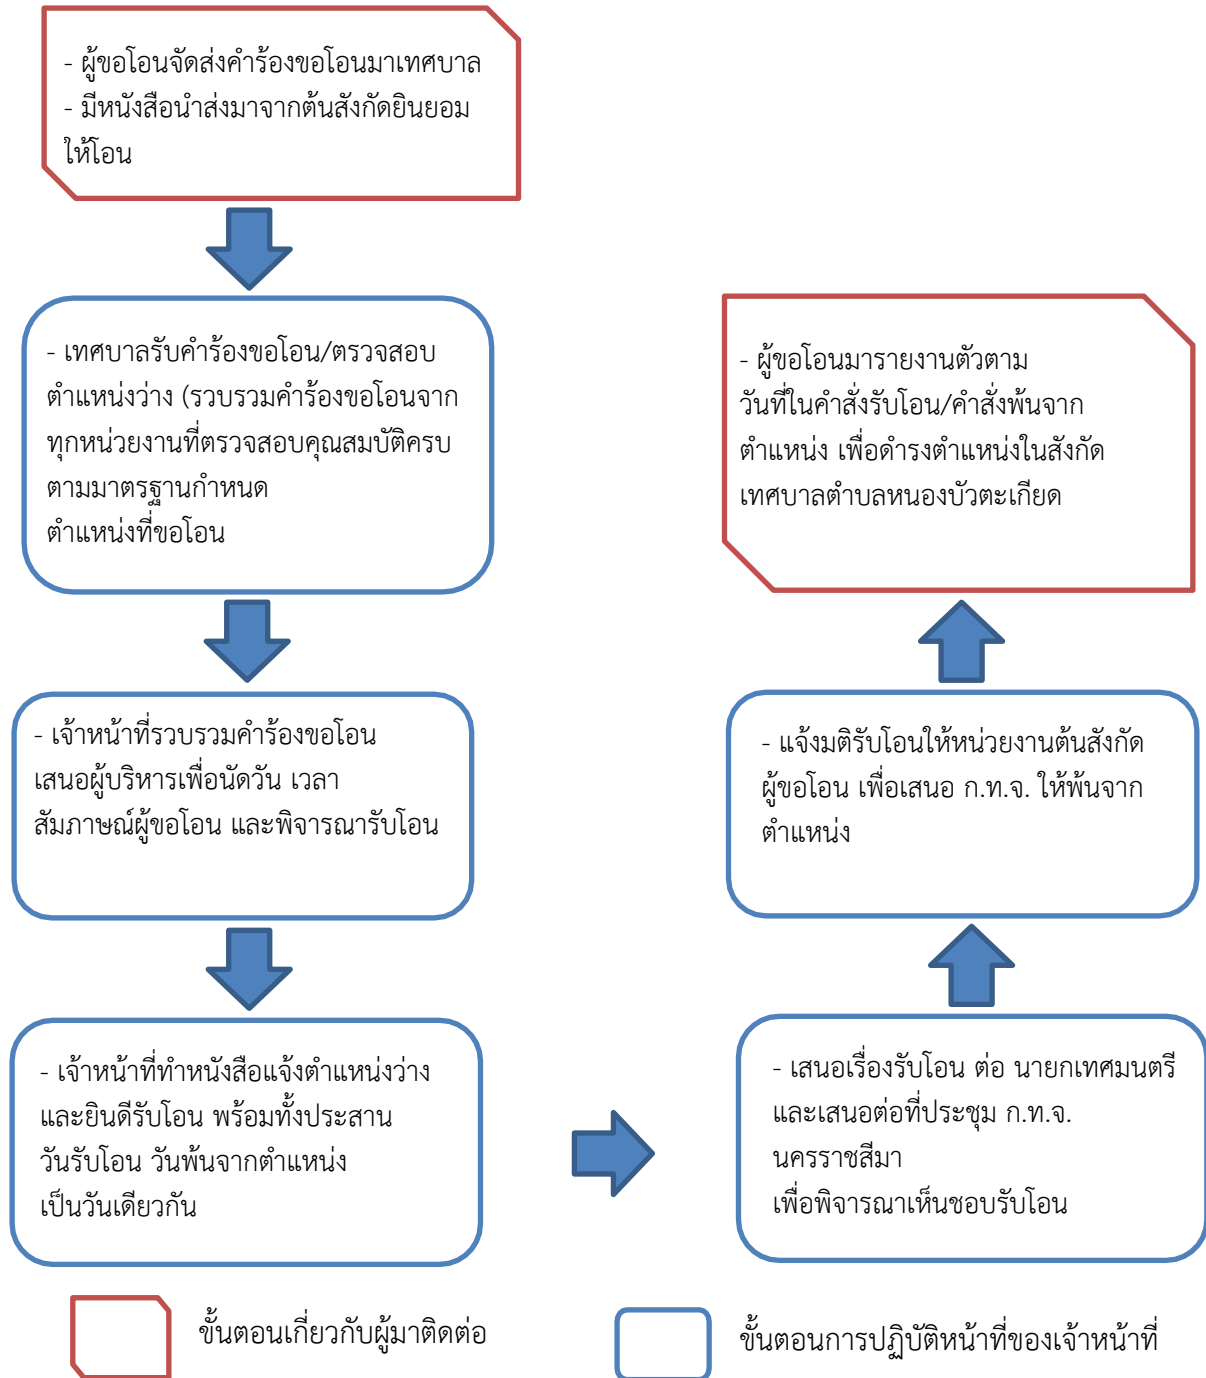 - ผู้ขอโอนจัดส่งคำร้องขอโอนมาเทศบาล
- มีหนังสือนำส่งมาจากต้นสังกัดยินยอม
ให้โอน
- เทศบาลรับคำร้องขอโอน/ตรวจสอบ
ตำแหน่งว่าง (รวบรวมคำร้องขอโอนจาก
ทุกหน่วยงานที่ตรวจสอบคุณสมบัติครบ
ตามมาตรฐานกำหนด
ตำแหน่งที่ขอโอน
- เจ้าหน้าที่รวบรวมคำร้องขอโอน
เสนอผู้บริหารเพื่อนัดวัน เวลา
สัมภาษณ์ผู้ขอโอน และพิจารณารับโอน
- เจ้าหน้าที่ทำหนังสือแจ้งตำแหน่งว่าง
และยินดีรับโอน พร้อมทั้งประสาน
วันรับโอน วันพ้นจากตำแหน่ง
เป็นวันเดียวกัน
- เสนอเรื่องรับโอน ต่อ นายกเทศมนตรี
และเสนอต่อที่ประชุม ก.ท.จ.
นครราชสีมา
เพื่อพิจารณาเห็นชอบรับโอน
- แจ้งมติรับโอนให้หน่วยงานต้นสังกัด
ผู้ขอโอน เพื่อเสนอ ก.ท.จ. ให้พ้นจาก
ตำแหน่ง
- ผู้ขอโอนมารายงานตัวตาม
วันที่ในคำสั่งรับโอน/คำสั่งพ้นจาก
ตำแหน่ง เพื่อดำรงตำแหน่งในสังกัด
เทศบาลตำบลหนองบัวตะเกียด
ขั้นตอนเกี่ยวกับผู้มาติดต่อ
ขั้นตอนการปฏิบัติหน้าที่ของเจ้าหน้าที่